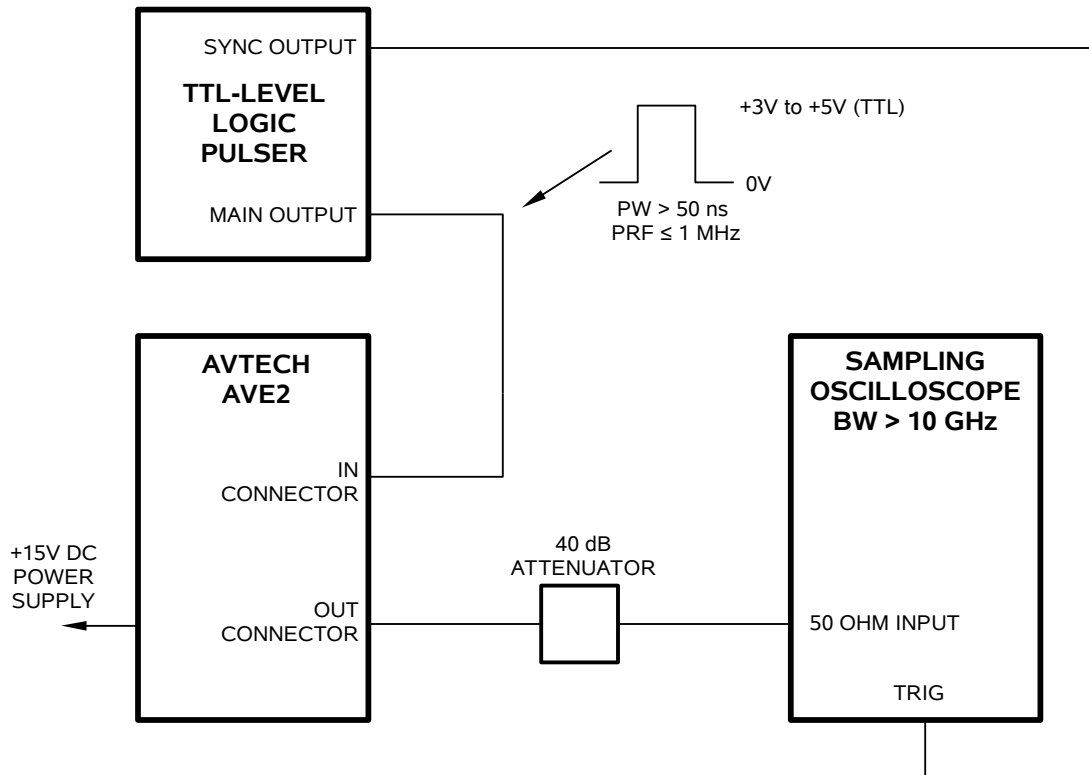 SYNC OUTPUT
TTL-LEVEL
LOGIC
PULSER
MAIN OUTPUT
+3V to +5V (TTL)
0V
PW > 50 ns
PRF ≤ 1 MHz
AVTECH
AVE2
IN
CONNECTOR
+15V DC
POWER
SUPPLY
OUT
CONNECTOR
40 dB
ATTENUATOR
SAMPLING
OSCILLOSCOPE
BW > 10 GHz
50 OHM INPUT
TRIG